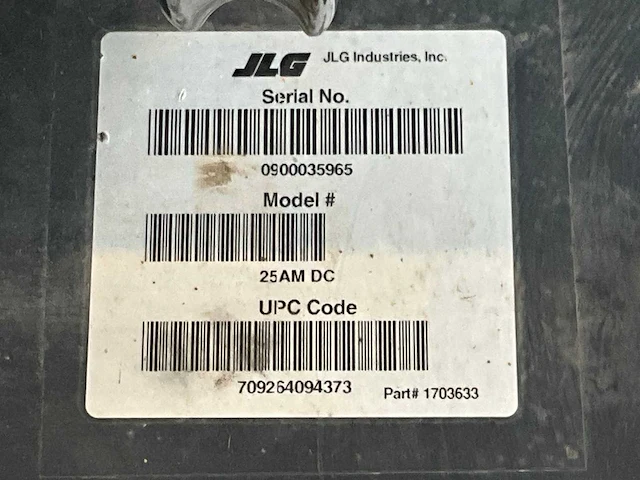 JLG JLG Industries, Inc.
Serial No.
0900035965
Model #
25AM DC
UPC Code
709264094373
Part# 1703633